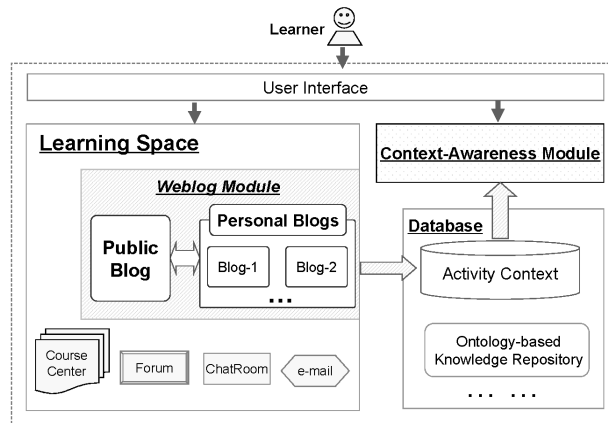 Learner
User Interface
Learning Space
Context-Awareness Module
Weblog Module
Public
Blog
Personal Blogs
Blog-1
Blog-2
...
Database
Activity Context
Course
Center
Forum
ChatRoom
e-mail
Ontology-based
Knowledge Repository
... ...